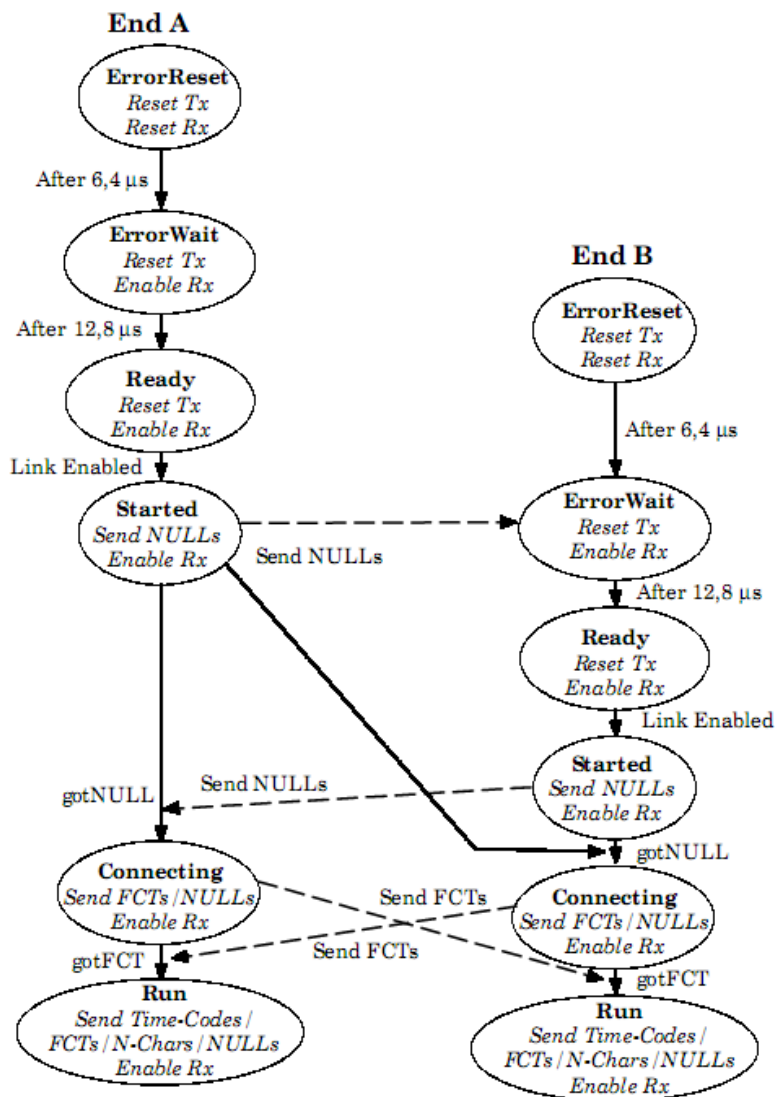 End A
ErrorReset
Reset Tx
Reset Rx
After 6,4 μs
ErrorWait
Reset Tx
Enable Rx
After 12,8 μs
Ready
Reset Tx
Enable Rx
Link Enabled
Started
Send NULLs
Enable Rx
Send NULLs
gotNULL
Connecting
Send FCTs/NULLs
Enable Rx
gotFCT
Run
Send Time-Codes/
FCTs/N-Chars/NULLs
Enable Rx
End B
ErrorReset
Reset Tx
Reset Rx
After 6,4 μs
ErrorWait
Reset Tx
Enable Rx
After 12,8 μs
Ready
Reset Tx
Enable Rx
Link Enabled
Started
Send NULLs
Enable Rx
Send NULLs
gotNULL
Connecting
Send FCTs/NULLs
Enable Rx
Send FCTs
Send FCTs
gotFCT
Run
Send Time-Codes/
FCTs/N-Chars/NULLs
Enable Rx